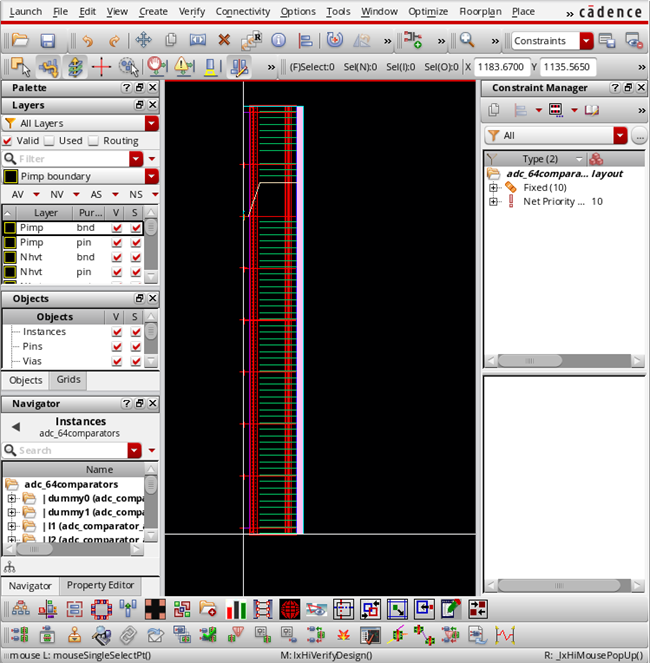 Launch File Edit View Create Verify Connectivity Options Tools Window Optimize Floorplan Place » cādence
Constraints
(F)Select:0 Sel(N):0 Sel(I):0 Sel(O):0 X 1183.6700 Y 1135.5650
Palette
Layers
All Layers
Valid Used Routing
Filter
Pimp boundary
AV NV AS NS
Layer Pur... V S
Pimp bnd
Pimp pin
Nhvt bnd
Nhvt pin
Objects
Objects V S
Instances
Pins
Vias
Objects Grids
Navigator
Instances
adc_64comparators
Search
Name
adc_64comparators
|dummy0 (adc_compa
|dummy1 (adc_compa
|I1 (adc_comparator_
|I2 (adc_comparator_
Navigator Property Editor
Constraint Manager
All
Type (2)
adc_64compara... layout
Fixed (10)
Net Priority ... 10
mouse L: mouseSingleSelectPt() M: lxHiVerifyDesign() R: _lxHiMousePopUp()